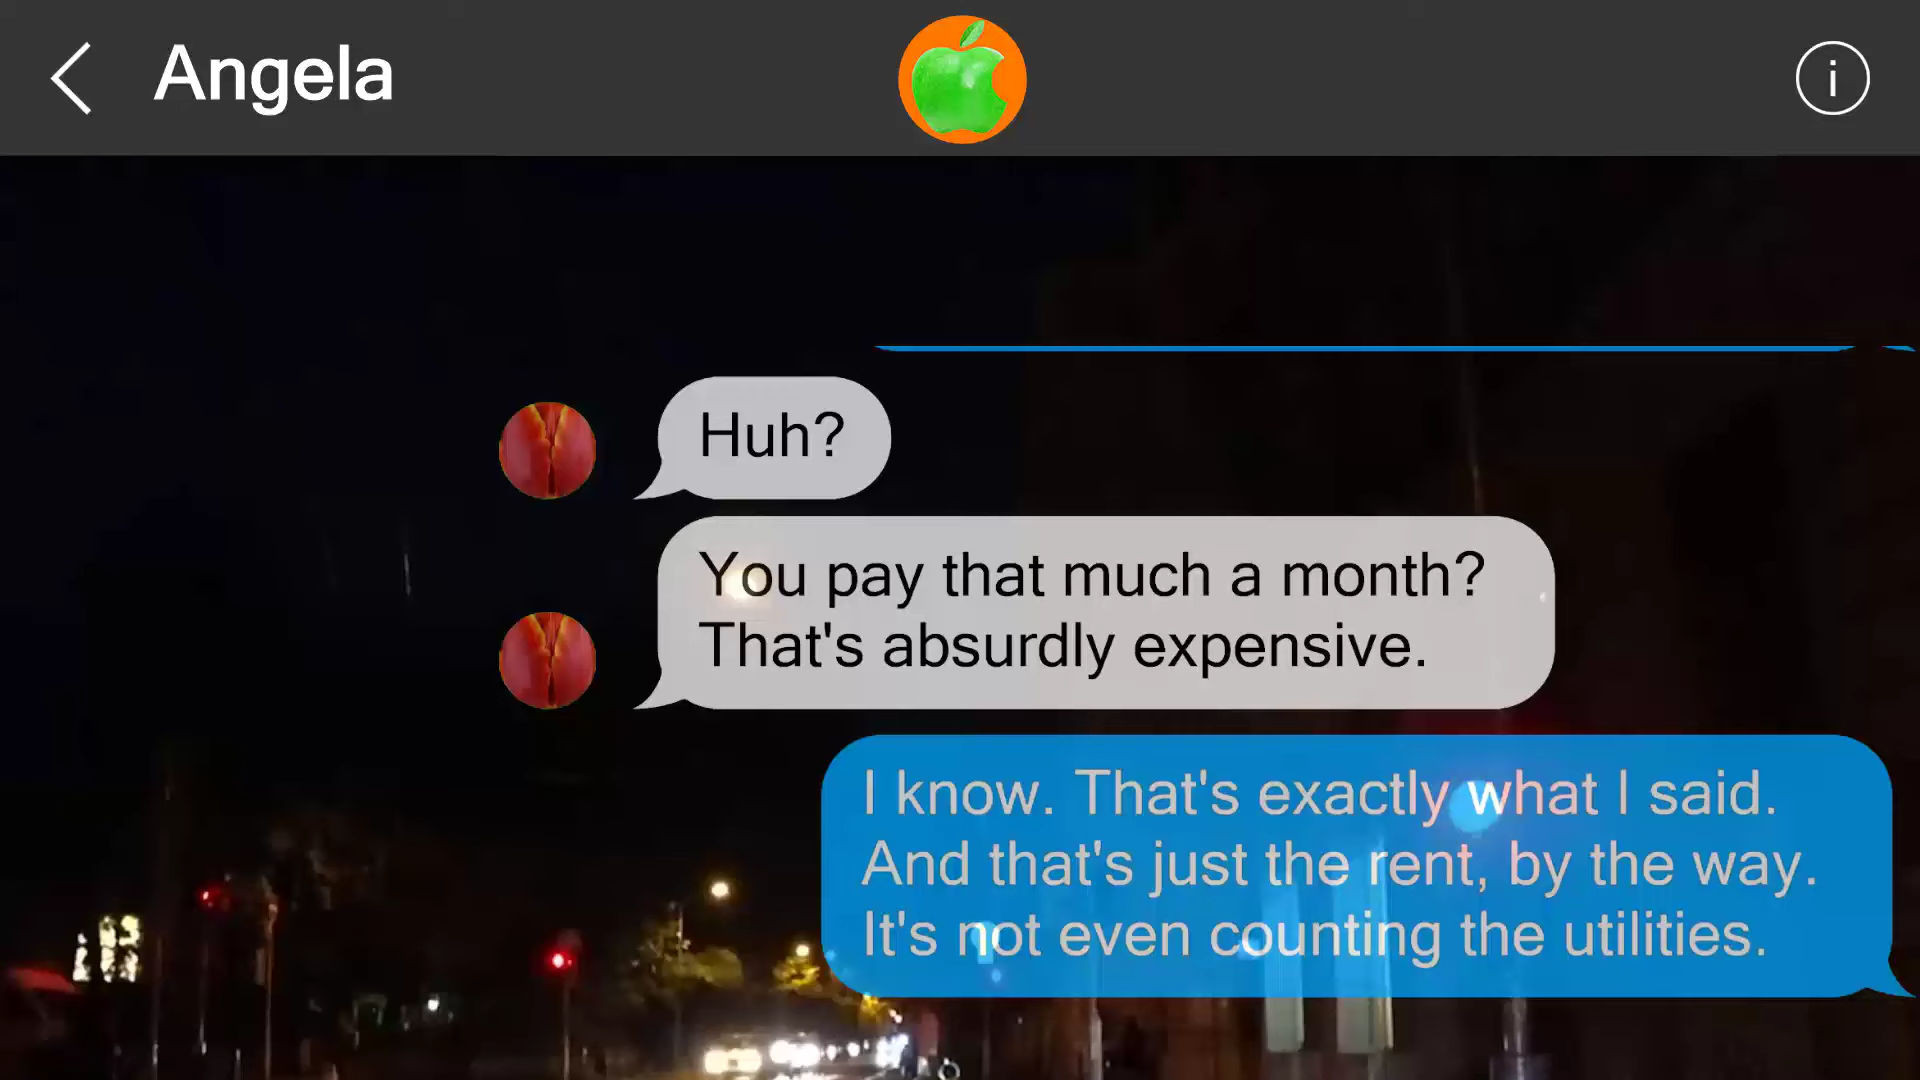 Angela
Huh?
You pay that much a month?
That's absurdly expensive.
I know. That's exactly what I said.
And that's just the rent, by the way.
It's not even counting the utilities.